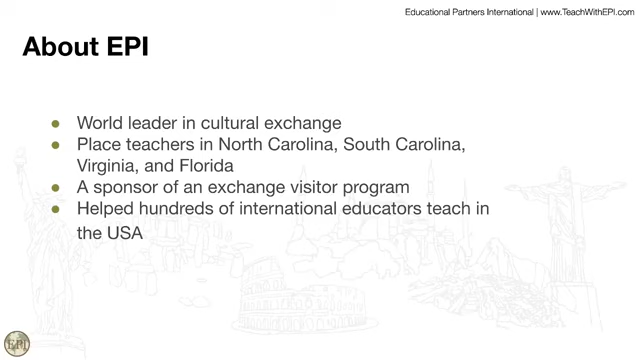 Educational Partners International | www.TeachWithEPI.com
About EPI
● World leader in cultural exchange
● Place teachers in North Carolina, South Carolina,
Virginia, and Florida
● A sponsor of an exchange visitor program
● Helped hundreds of international educators teach in
the USA
EPI